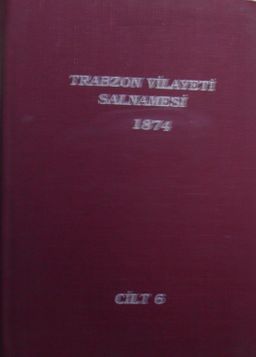 TRABZON VİLAYETİ
SALNAMESİ
1874
CİLT 6